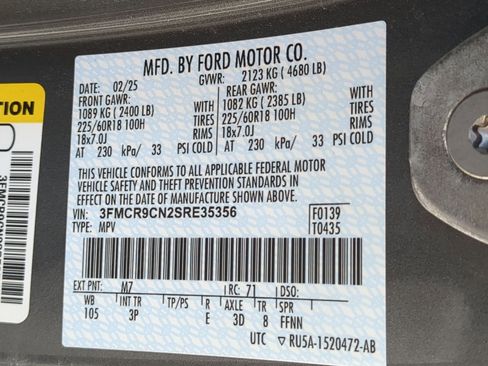 MFD. BY FORD MOTOR CO.
DATE: 02/25 GVWR: 2123 KG ( 4680 LB)
FRONT GAWR: REAR GAWR:
1089 KG ( 2400 LB) WITH 1082 KG ( 2385 LB) WITH
225/60R18 100H TIRES 225/60R18 100H TIRES
18x7.0J RIMS 18x7.0J RIMS
AT 230 kPa/ 33 PSI COLD AT 230 kPa/ 33 PSI COLD
THIS VEHICLE CONFORMS TO ALL APPLICABLE FEDERAL MOTOR
VEHICLE SAFETY, BUMPER, AND THEFT PREVENTION STANDARDS IN
EFFECT ON THE DATE OF MANUFACTURE SHOWN ABOVE.
VIN: 3FMCR9CN2SRE35356 F0139
TYPE: MPV T0435
EXT PNT: M7 RC: 71 DSO:
WB INT TR TP/PS R AXLE TR SPR
105 3P E 3D 8 FFNN
UTC ▼ RU5A-1520472-AB
TION